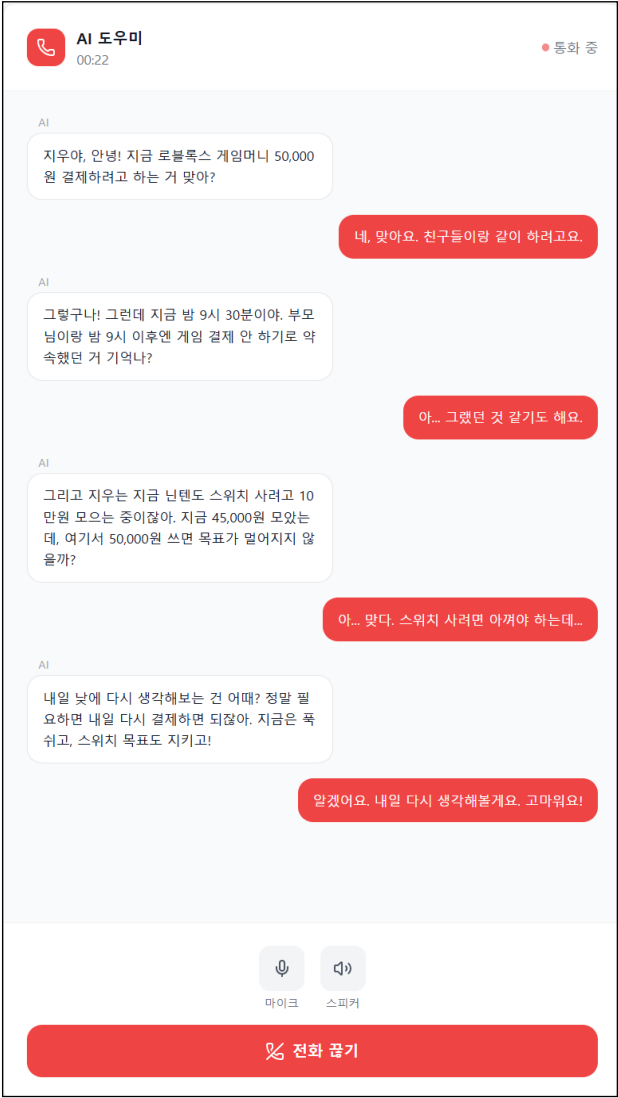 AI 도우미
00:22
통화 중
AI
지우야, 안녕! 지금 로블록스 게임머니 50,000
원 결제하려고 하는 거 맞아?
네, 맞아요. 친구들이랑 같이 하려고요.
AI
그렇구나! 그런데 지금 밤 9시 30분이야. 부모
님이랑 밤 9시 이후엔 게임 결제 안 하기로 약
속했던 거 기억나?
아... 그랬던 것 같기도 해요.
AI
그리고 지우는 지금 닌텐도 스위치 사려고 10
만원 모으는 중이잖아. 지금 45,000원 모았는
데, 여기서 50,000원 쓰면 목표가 멀어지지 않
을까?
아... 맞다. 스위치 사려면 아껴야 하는데...
AI
내일 낮에 다시 생각해보는 건 어때? 정말 필
요하면 내일 다시 결제하면 되잖아. 지금은 푹
쉬고, 스위치 목표도 지키고!
알겠어요. 내일 다시 생각해볼게요. 고마워요!
마이크
스피커
전화 끊기